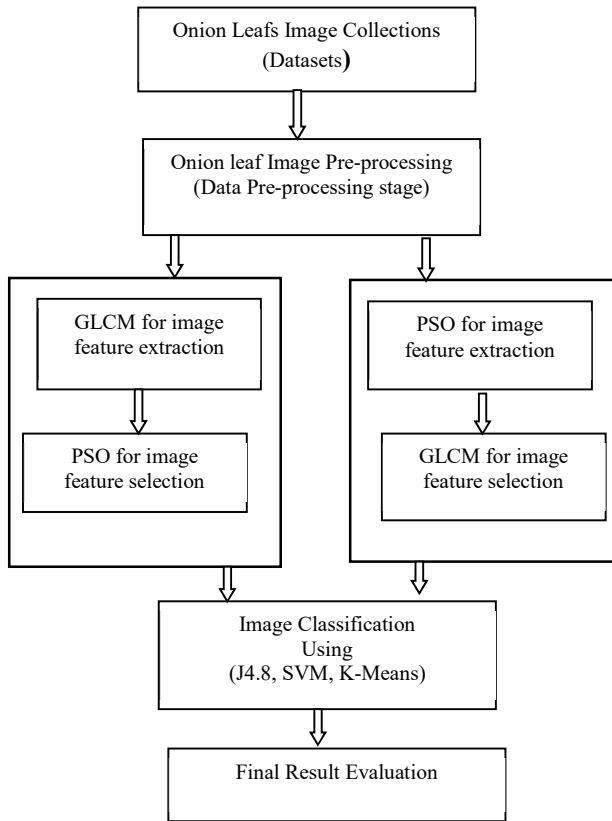 Onion Leafs Image Collections
(Datasets)
Onion leaf Image Pre-processing
(Data Pre-processing stage)
GLCM for image
feature extraction
PSO for image
feature selection
PSO for image
feature extraction
GLCM for image
feature selection
Image Classification
Using
(J4.8, SVM, K-Means)
Final Result Evaluation